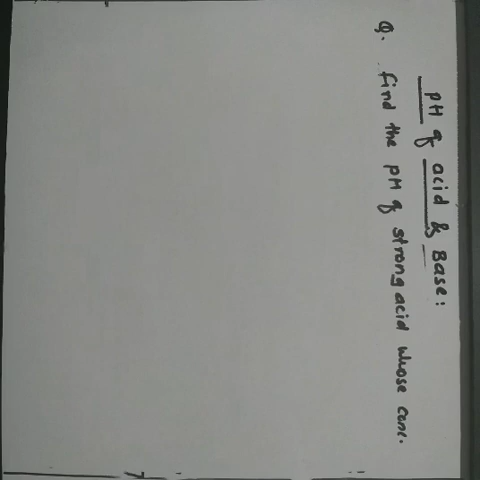 pH of acid & Base:
Q. find the pH of strong acid whose conc.